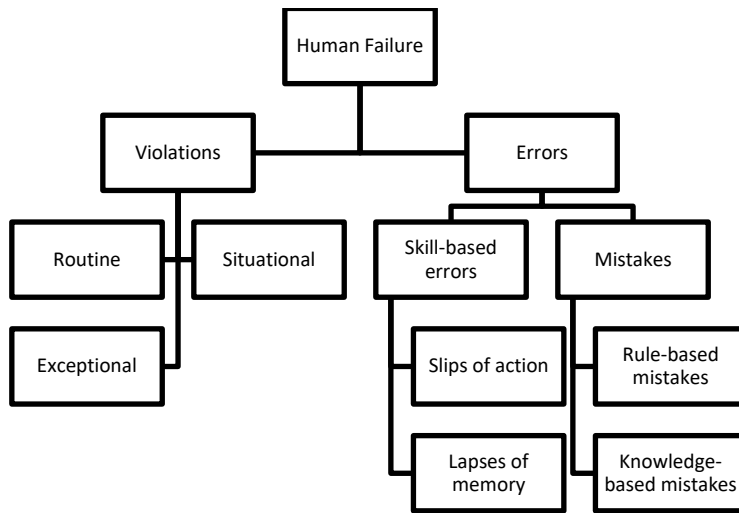 Human Failure
Violations
Errors
Routine
Situational
Skill-based
errors
Mistakes
Exceptional
Slips of action
Rule-based
mistakes
Lapses of
memory
Knowledge-
based mistakes